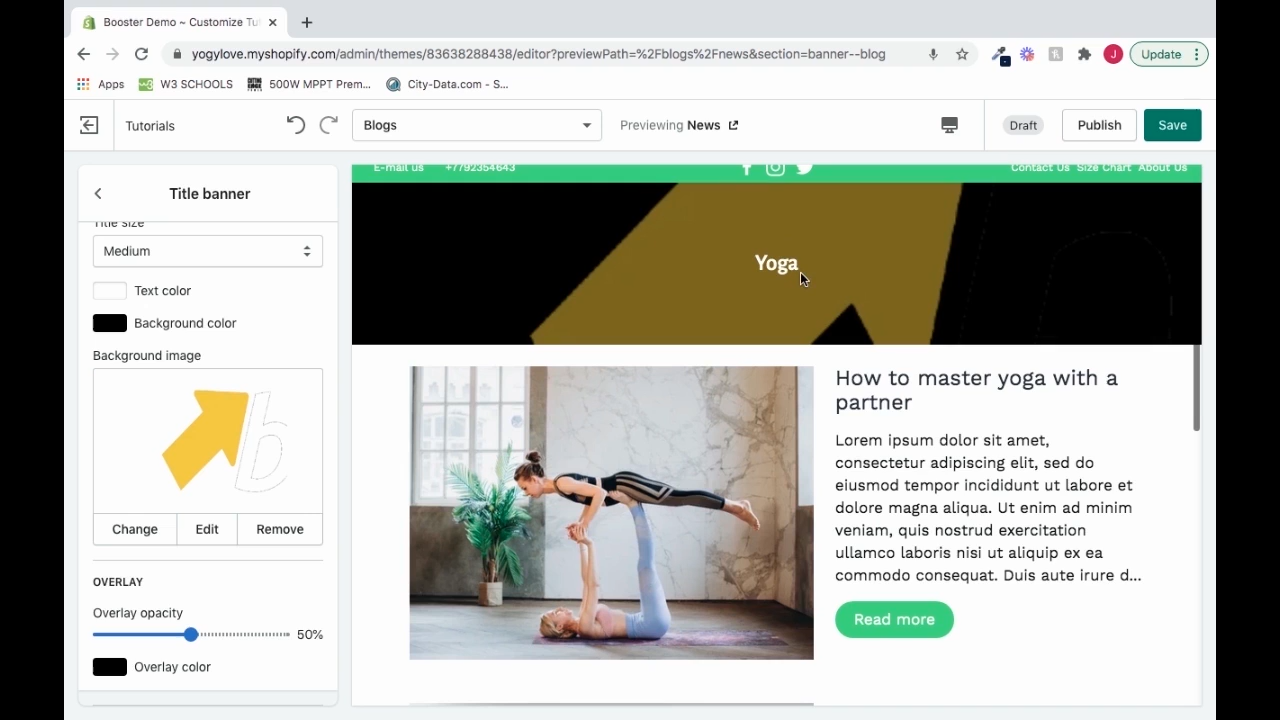 Booster Demo ~ Customize Tu
yogylove.myshopify.com/admin/themes/83638288438/editor?previewPath=%2Fblogs%2Fnews&section=banner--blog
J
Update
Apps
W3 SCHOOLS
500W MPPT Prem...
City-Data.com - S...
Tutorials
Blogs
Previewing News
Draft
Publish
Save
Title banner
Title size
Medium
Text color
Background color
Background image
b
Change
Edit
Remove
OVERLAY
Overlay opacity
50%
Overlay color
E-mail us
+7792354643
Contact Us
Size Chart
About Us
Yoga
How to master yoga with a
partner
Lorem ipsum dolor sit amet,
consectetur adipiscing elit, sed do
eiusmod tempor incididunt ut labore et
dolore magna aliqua. Ut enim ad minim
veniam, quis nostrud exercitation
ullamco laboris nisi ut aliquip ex ea
commodo consequat. Duis aute irure d...
Read more